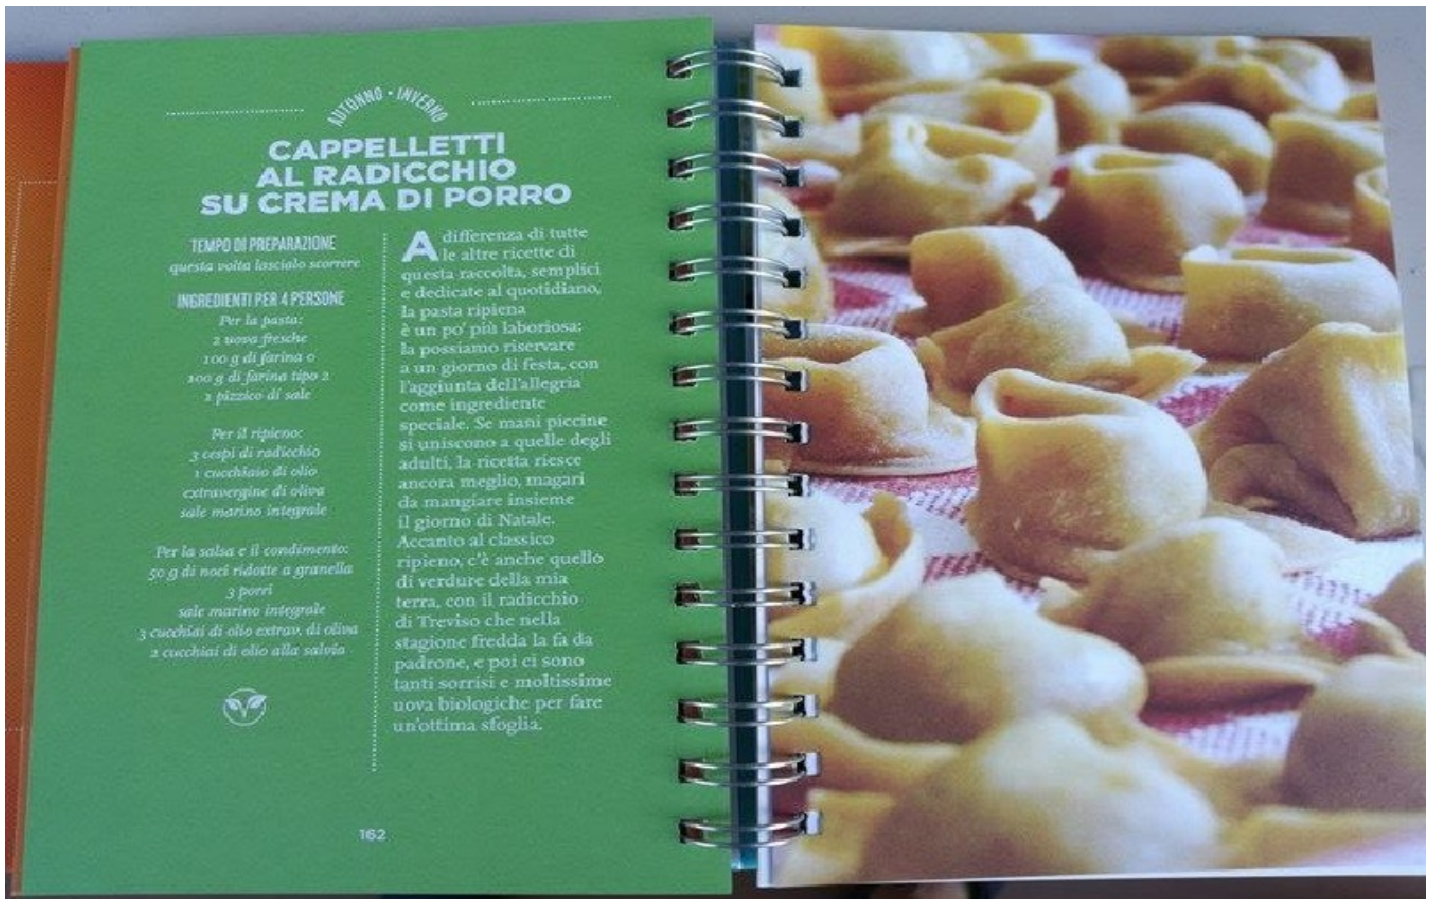 AUTUNNO • INVERNO
CAPPELLETTI
AL RADICCHIO
SU CREMA DI PORRO
TEMPO DI PREPARAZIONE
questa volta lascialo scorrere
INGREDIENTI PER 4 PERSONE
Per la pasta:
2 uova fresche
100 g di farina 0
100 g di farina tipo 2
1 pizzico di sale
Per il ripieno:
3 cespi di radicchio
1 cucchiaio di olio
extravergine di oliva
sale marino integrale
Per la salsa e il condimento:
50 g di noci ridotte a granella
3 porri
sale marino integrale
3 cucchiai di olio extrav. di oliva
2 cucchiai di olio alla salvia
A differenza di tutte
le altre ricette di
questa raccolta, semplici
e dedicate al quotidiano,
la pasta ripiena
è un po' più laboriosa:
la possiamo riservare
a un giorno di festa, con
l'aggiunta dell'allegria
come ingrediente
speciale. Se mani piccine
si uniscono a quelle degli
adulti, la ricetta riesce
ancora meglio, magari
da mangiare insieme
il giorno di Natale.
Accanto al classico
ripieno, c'è anche quello
di verdure della mia
terra, con il radicchio
di Treviso che nella
stagione fredda la fa da
padrone, e poi ci sono
tanti sorrisi e moltissime
uova biologiche per fare
un'ottima sfoglia.
162